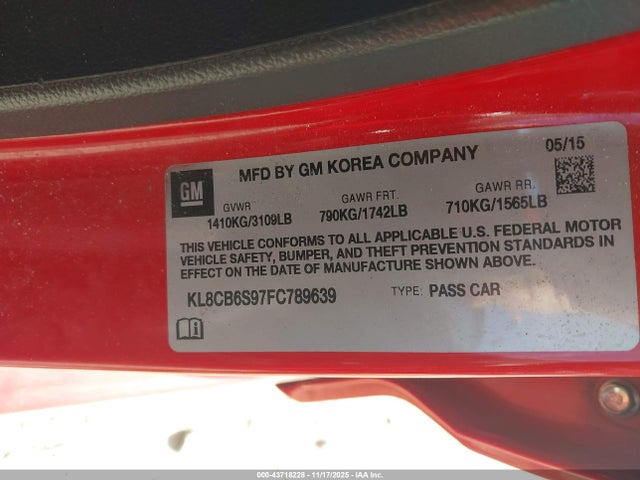 GM
MFD BY GM KOREA COMPANY
05/15
GVWR
1410KG/3109LB
GAWR FRT.
790KG/1742LB
GAWR RR.
710KG/1565LB
THIS VEHICLE CONFORMS TO ALL APPLICABLE U.S. FEDERAL MOTOR
VEHICLE SAFETY, BUMPER, AND THEFT PREVENTION STANDARDS IN
EFFECT ON THE DATE OF MANUFACTURE SHOWN ABOVE.
KL8CB6S97FC789639
TYPE: PASS CAR
000-43718228 - 11/17/2025 - IAA Inc.